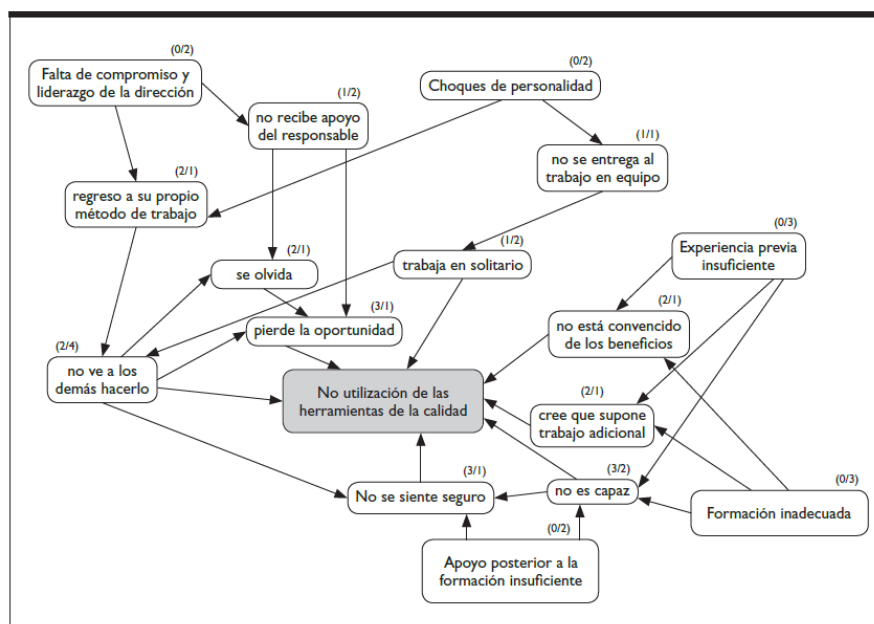 (0/2)
Falta de compromiso y
liderazgo de la dirección
(0/2)
Choques de personalidad
(1/2)
no recibe apoyo
del responsable
(1/1)
no se entrega al
trabajo en equipo
(2/1)
regreso a su propio
método de trabajo
(0/3)
Experiencia previa
insuficiente
(2/1)
se olvida
(1/2)
trabaja en solitario
(3/1)
pierde la oportunidad
(2/1)
no está convencido
de los beneficios
(2/4)
no ve a los
demás hacerlo
No utilización de las
herramientas de la calidad
(2/1)
cree que supone
trabajo adicional
(3/1)
No se siente seguro
(3/2)
no es capaz
(0/3)
Formación inadecuada
(0/2)
Apoyo posterior a la
formación insuficiente